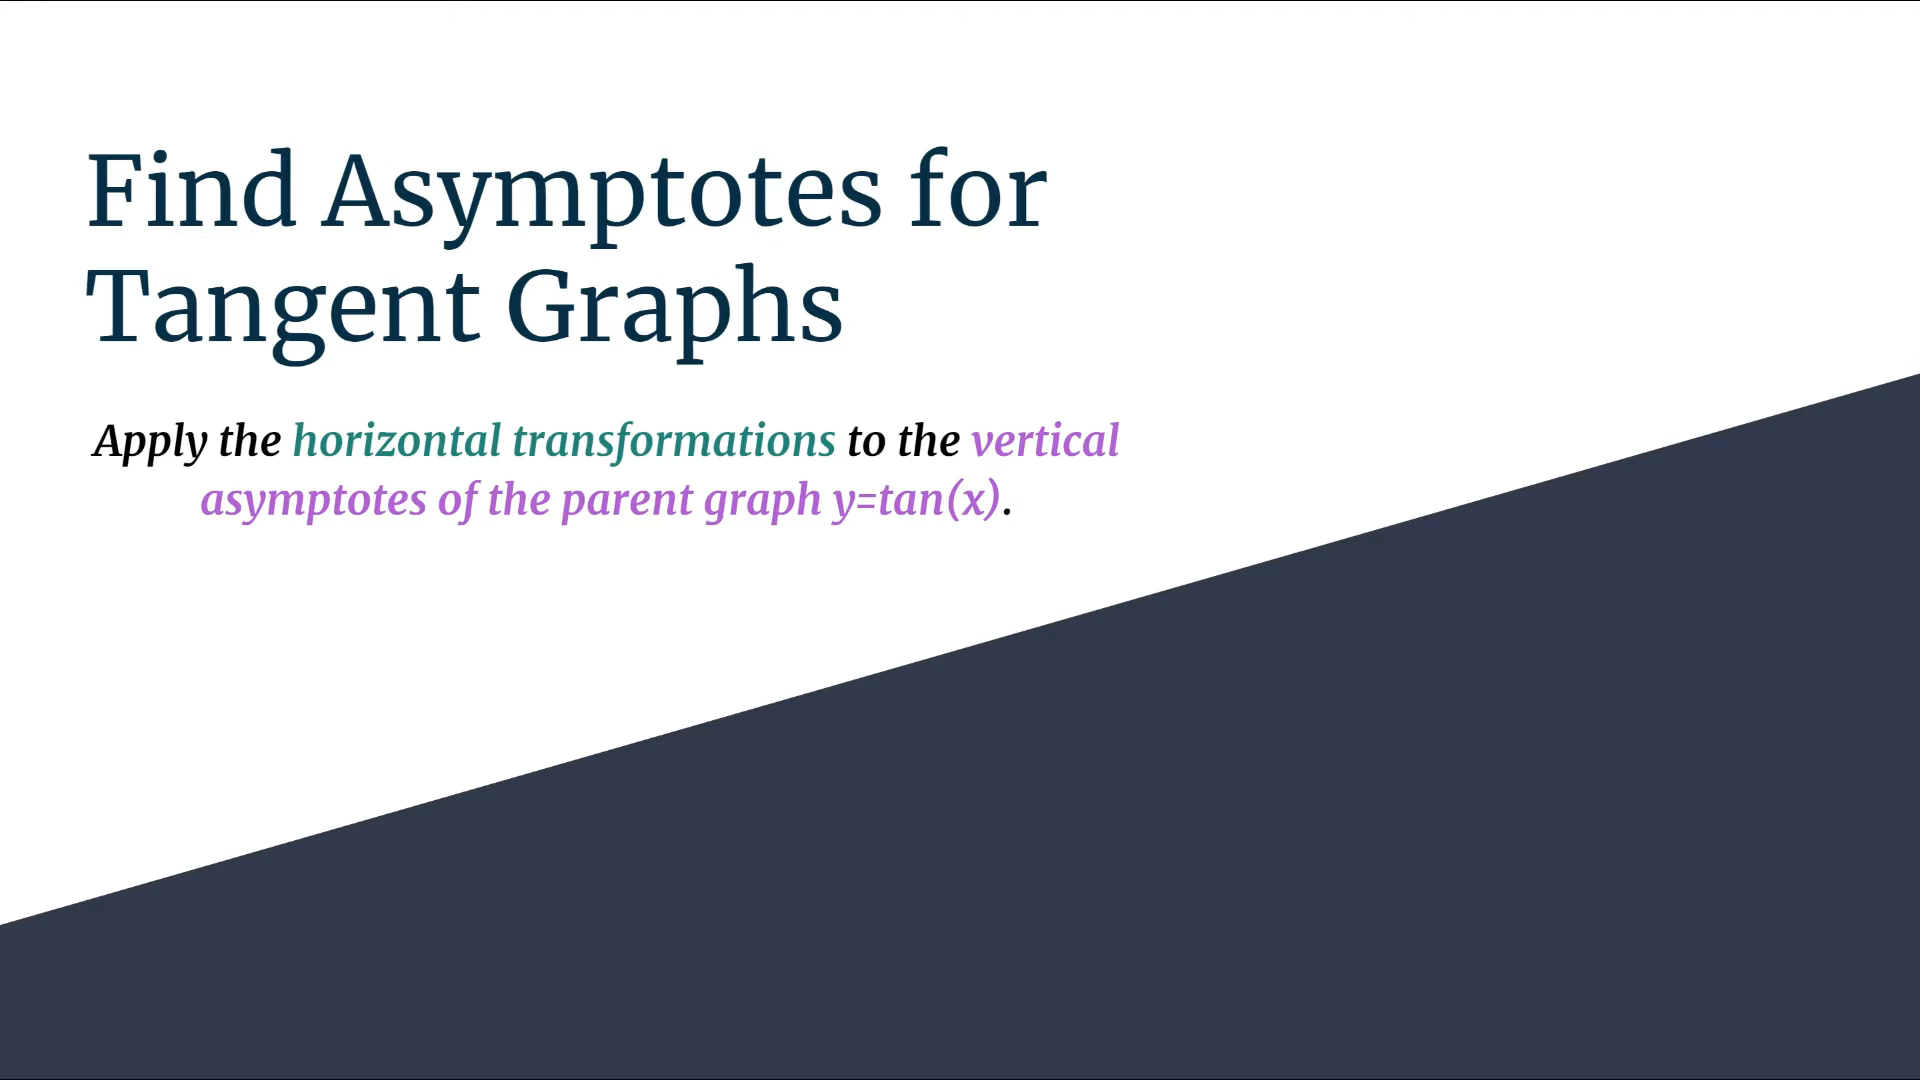 Find Asymptotes for
Tangent Graphs
Apply the horizontal transformations to the vertical
asymptotes of the parent graph y=tan(x).